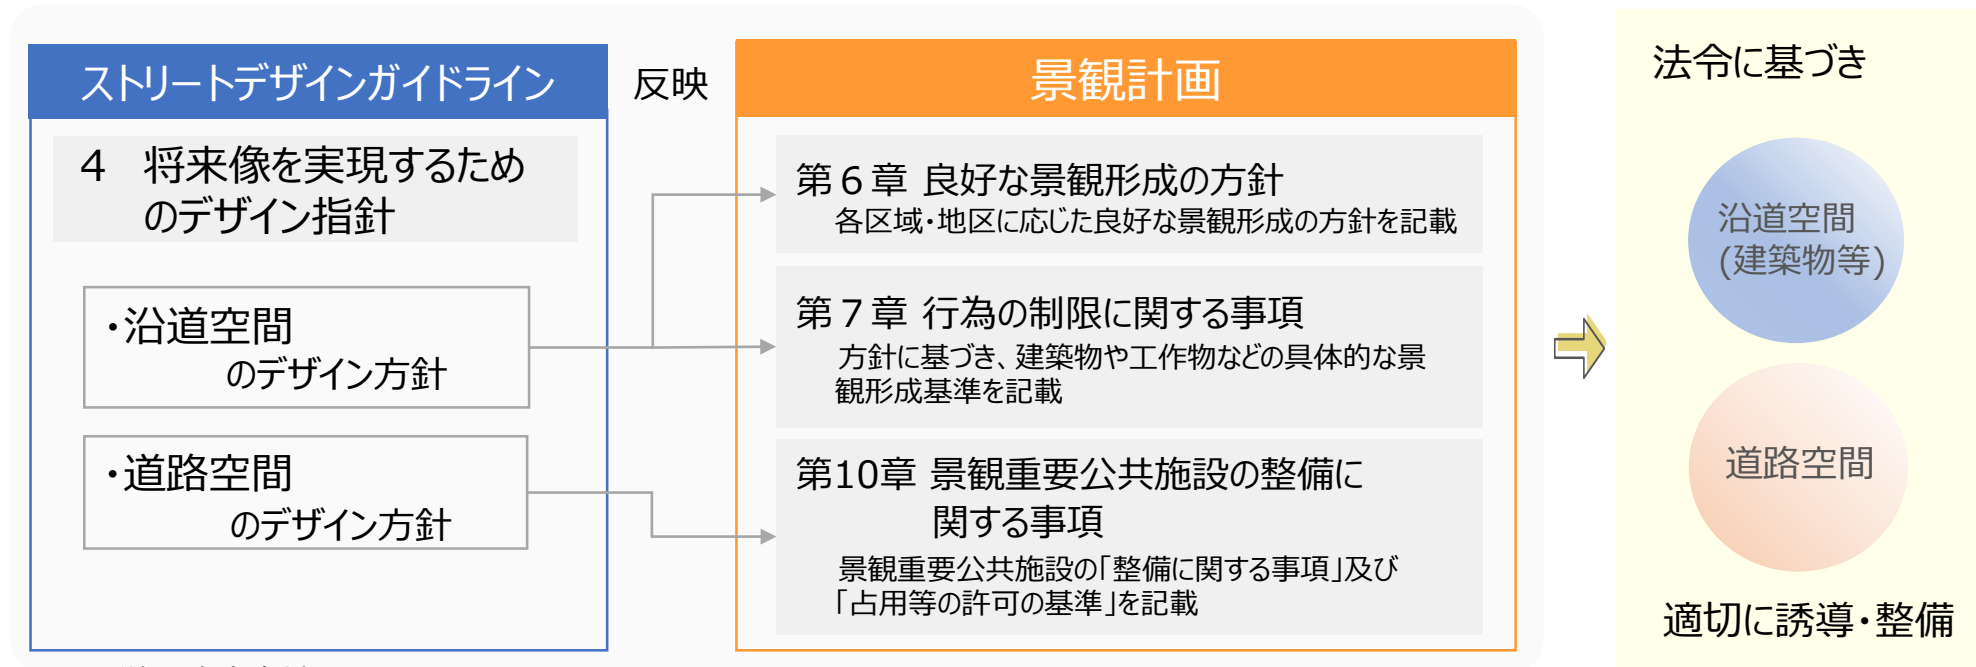 ストリートデザインガイドライン
４　将来像を実現するため
のデザイン指針
・沿道空間
のデザイン方針
・道路空間
のデザイン方針
反映
景観計画
第６章 良好な景観形成の方針
各区域・地区に応じた良好な景観形成の方針を記載
第７章 行為の制限に関する事項
方針に基づき、建築物や工作物などの具体的な景
観形成基準を記載
第10章 景観重要公共施設の整備に
関する事項
景観重要公共施設の「整備に関する事項」及び
「占用等の許可の基準」を記載
法令に基づき
沿道空間
(建築物等)
道路空間
適切に誘導・整備